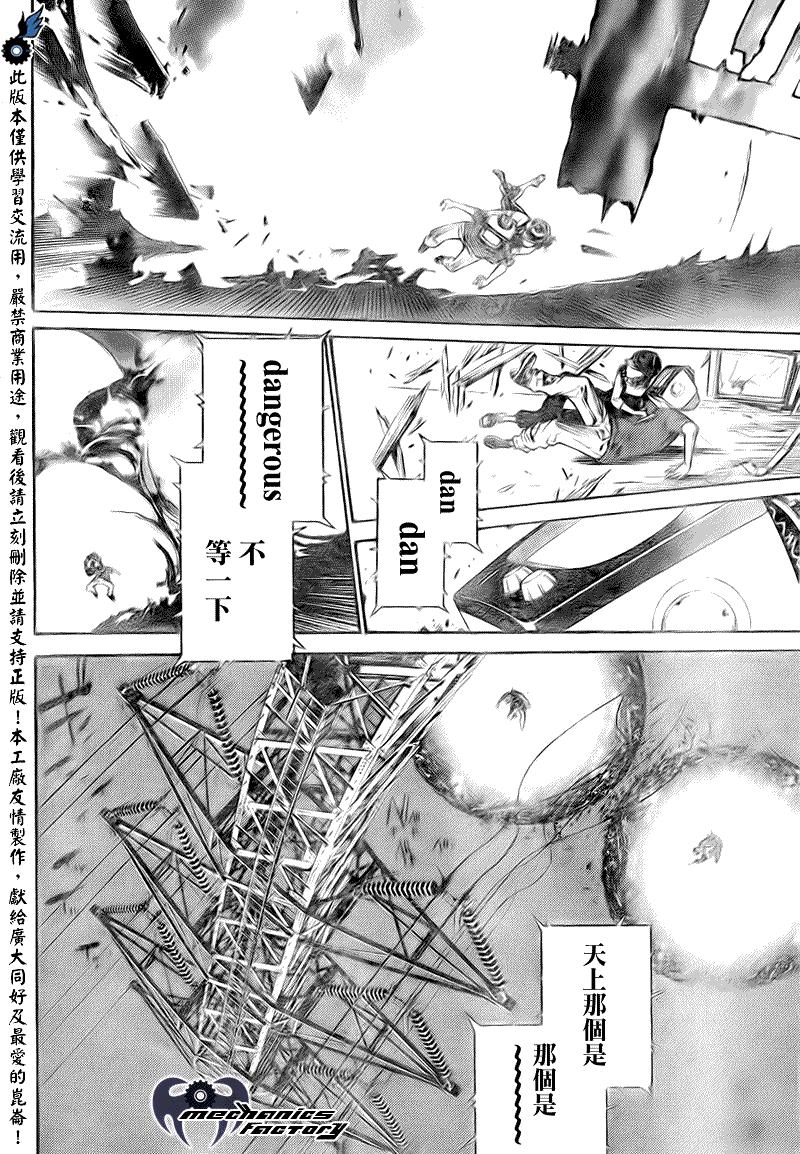 此版本僅供學習交流用，嚴禁商業用途，觀看後請立刻刪除並請支持正版！本工廠友情製作，獻給廣大同好及最愛的崑崙！
dan
dan
dangerous
不
等一下
天上那個是
那個是
mechanics
Factory